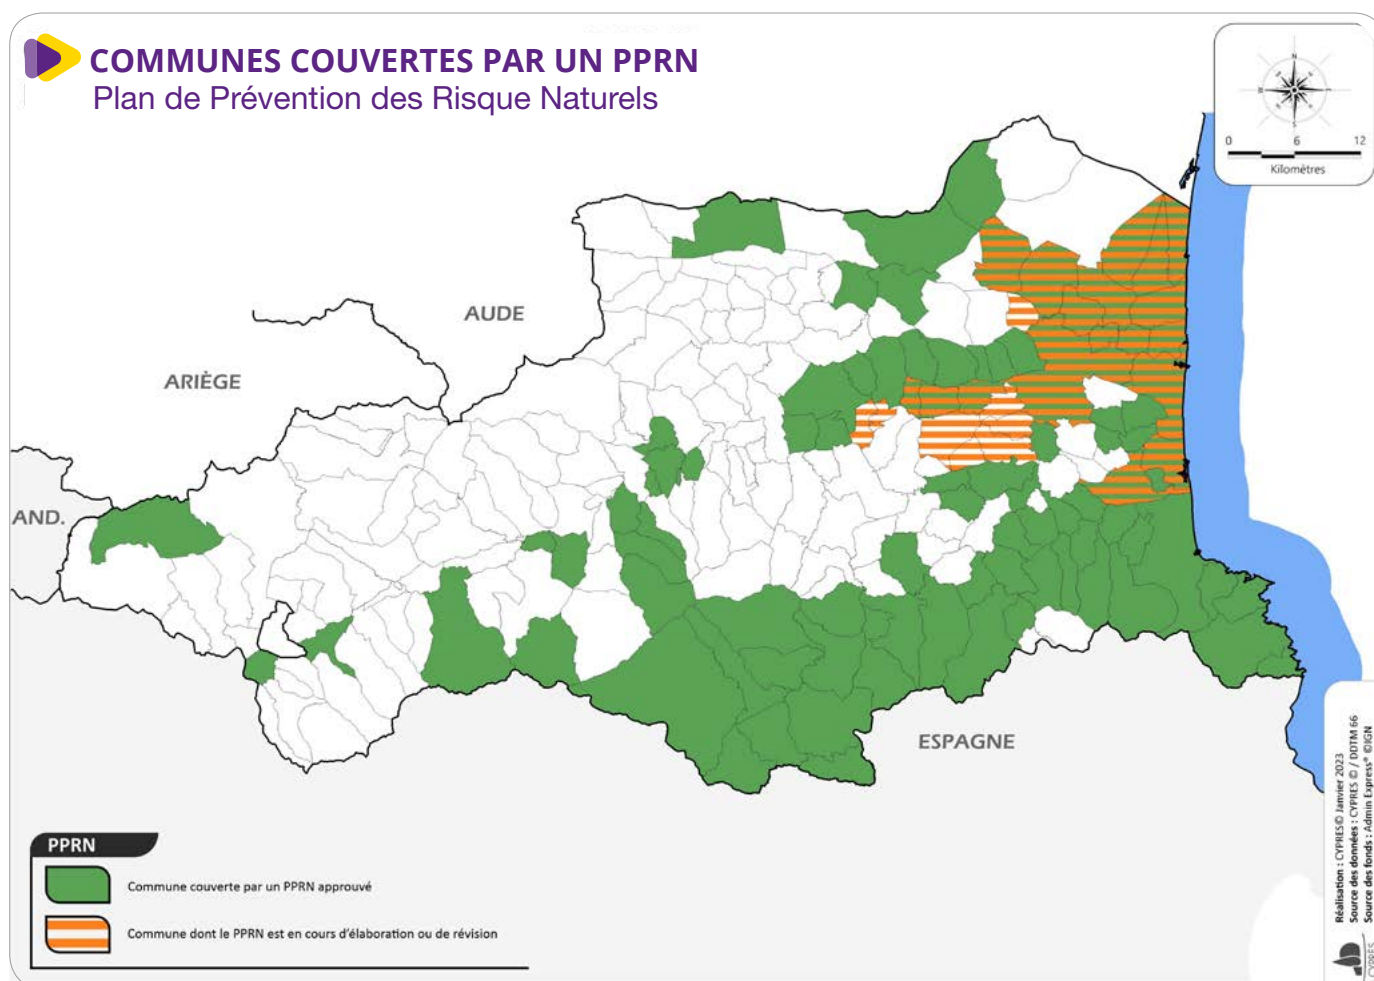 COMMUNES COUVERTES PAR UN PPRN
Plan de Prévention des Risque Naturels
N
S
0 6 12
Kilomètres
AUDE
ARIÈGE
AND.
ESPAGNE
PPRN
Commune couverte par un PPRN approuvé
Commune dont le PPRN est en cours d'élaboration ou de révision
Réalisation : CYPRES© Janvier 2023
Source des données : CYPRES © / DDTM 66
Source des fonds : Admin Express® ©IGN
CYPRES